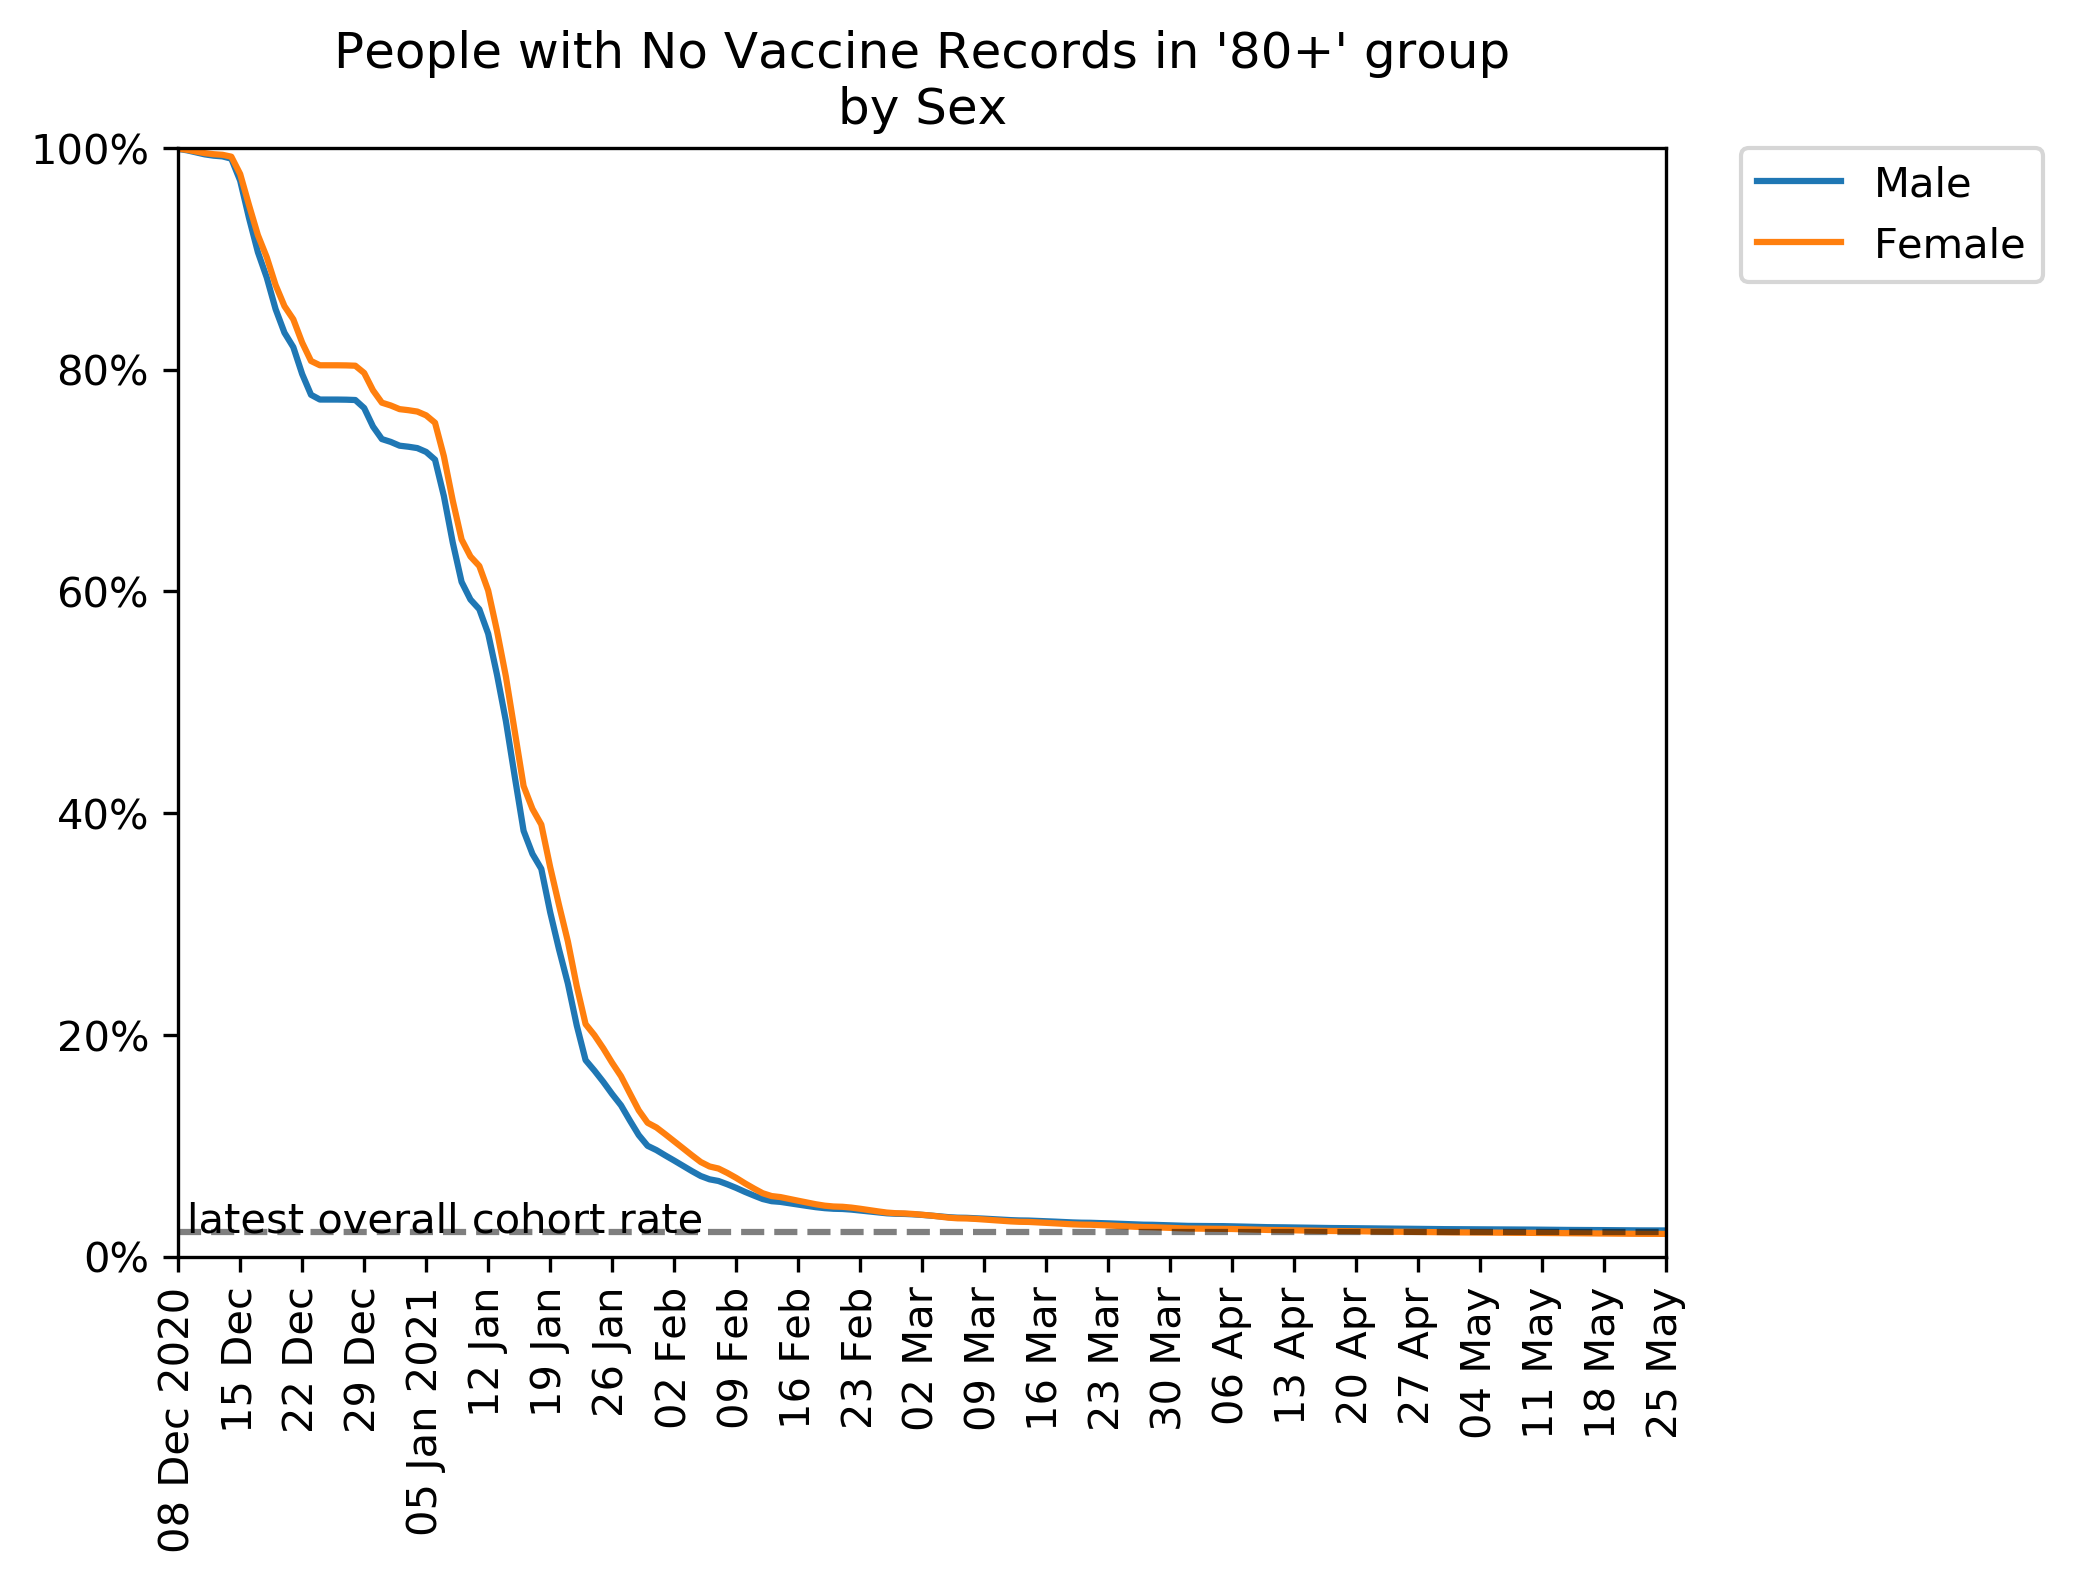 People with No Vaccine Records in '80+' group
by Sex
100%
80%
60%
40%
20%
0%
Male
Female
latest overall cohort rate
08 Dec 2020
15 Dec
22 Dec
29 Dec
05 Jan 2021
12 Jan
19 Jan
26 Jan
02 Feb
09 Feb
16 Feb
23 Feb
02 Mar
09 Mar
16 Mar
23 Mar
30 Mar
06 Apr
13 Apr
20 Apr
27 Apr
04 May
11 May
18 May
25 May